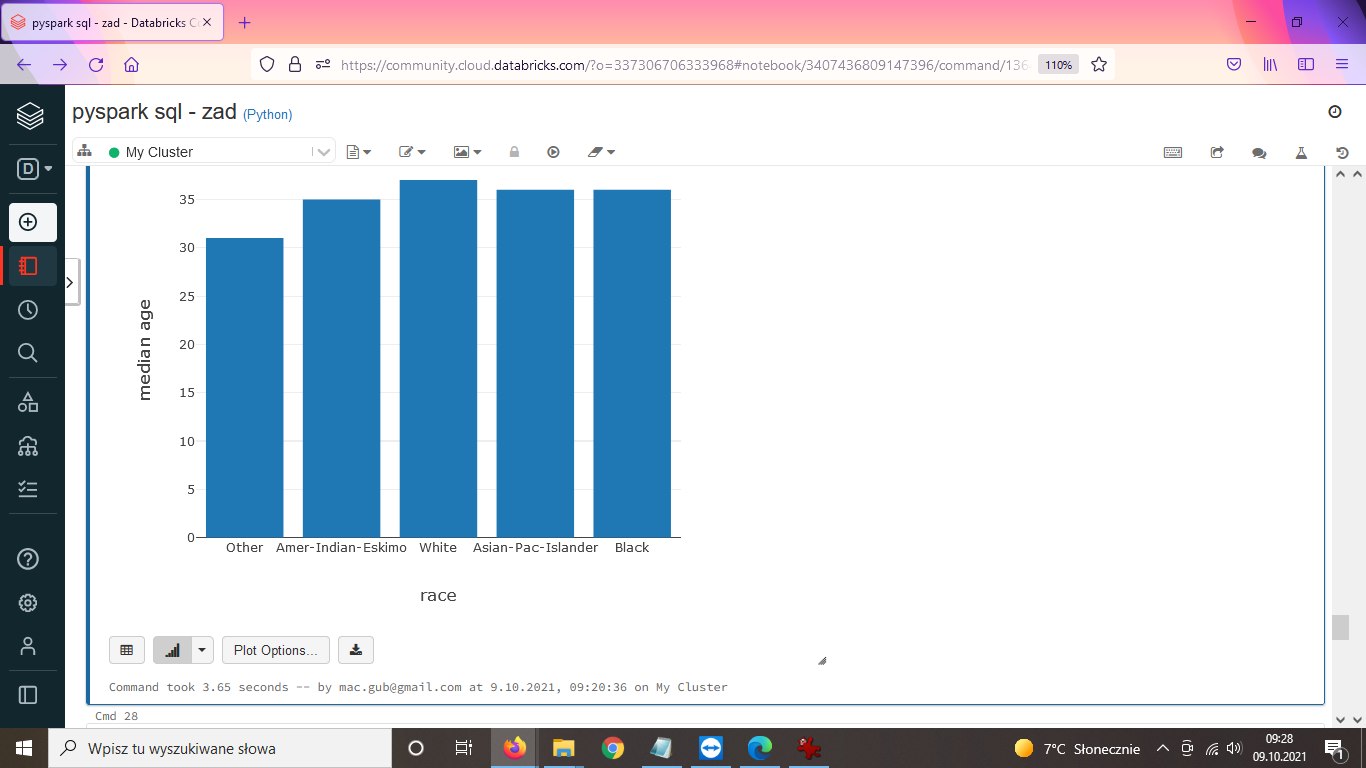 pyspark sql - zad - Databricks C
https://community.cloud.databricks.com/?o=337306706333968#notebook/3407436809147396/command/136
110%
pyspark sql - zad (Python)
My Cluster
D
35
30
25
20
15
10
5
0
median age
Other Amer-Indian-Eskimo White Asian-Pac-Islander Black
race
Plot Options...
Command took 3.65 seconds -- by mac.gub@gmail.com at 9.10.2021, 09:20:36 on My Cluster
Cmd 28
Wpisz tu wyszukiwane słowa
7°C Słonecznie
09:28
09.10.2021
1